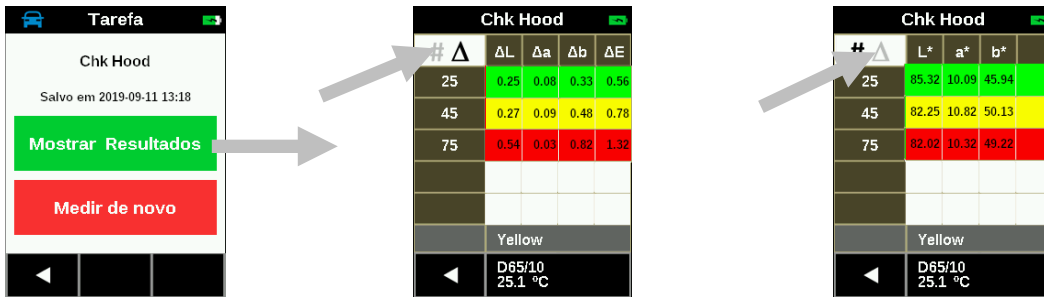 Tarefa
Chk Hood
Salvo em 2019-09-11 13:18
Mostrar Resultados
Medir de novo
Chk Hood
# Δ ΔL Δa Δb ΔE
25 0.25 0.08 0.33 0.56
45 0.27 0.09 0.48 0.78
75 0.54 0.03 0.82 1.32
Yellow
D65/10
25.1 ºC
Chk Hood
# Δ L* a* b*
25 85.32 10.09 45.94
45 82.25 10.82 50.13
75 82.02 10.32 49.22
Yellow
D65/10
25.1 ºC